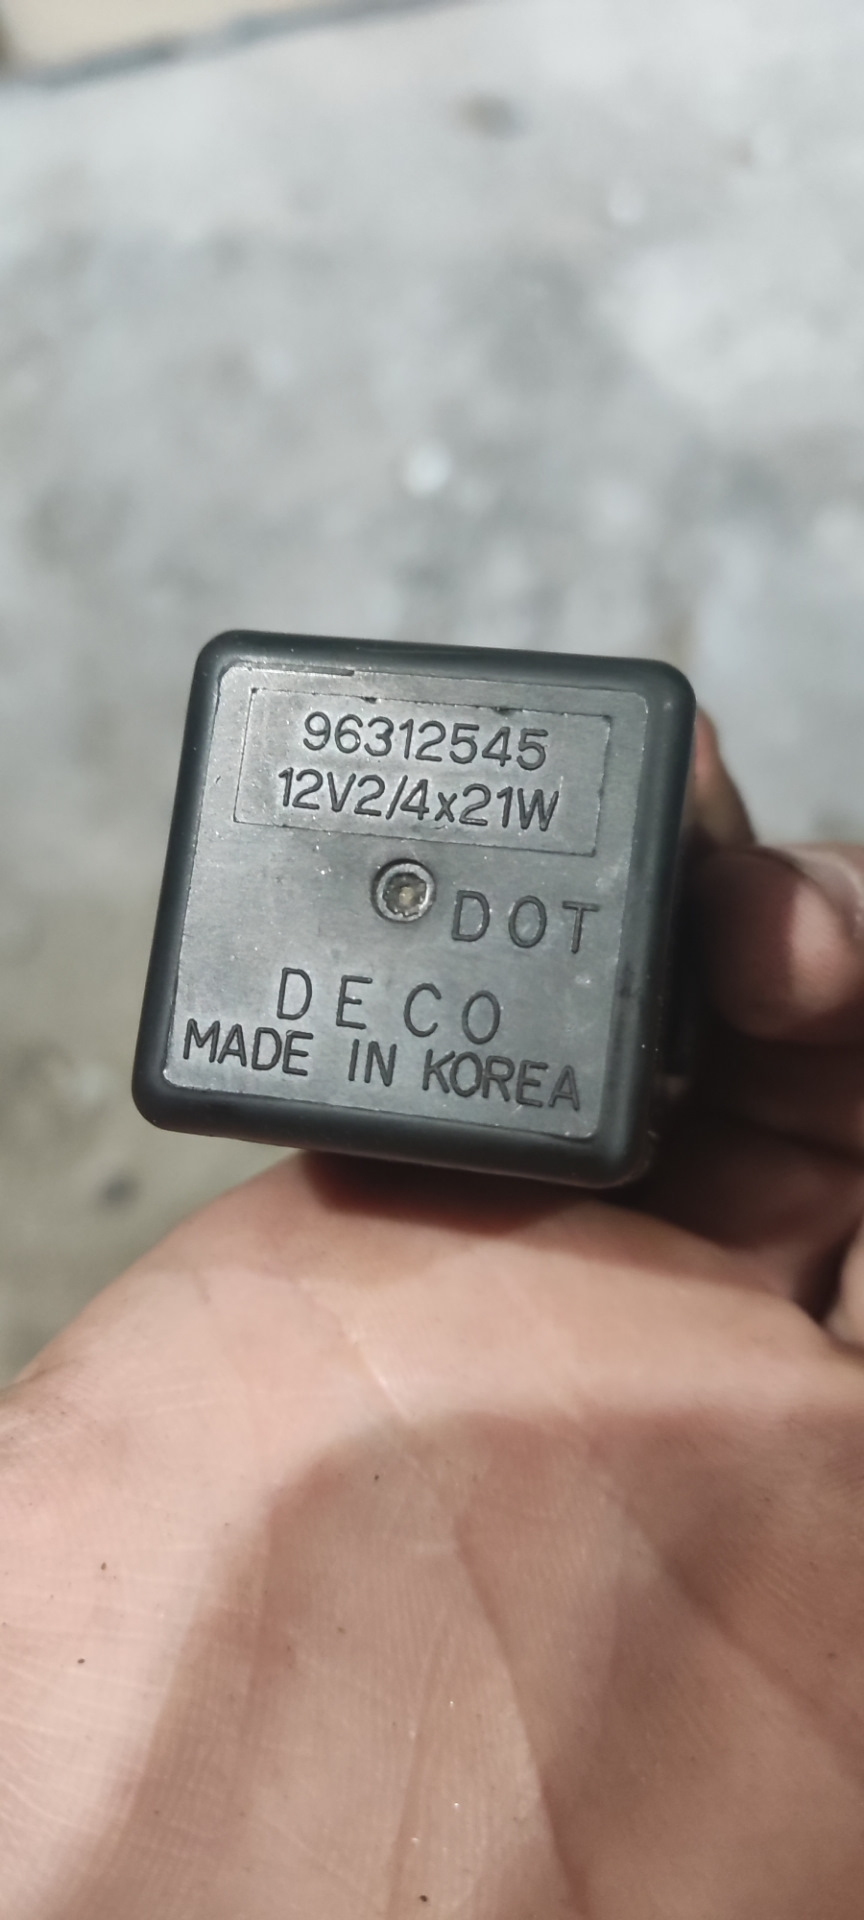 96312545
12V2/4x21W
DOT
DECO
MADE IN KOREA